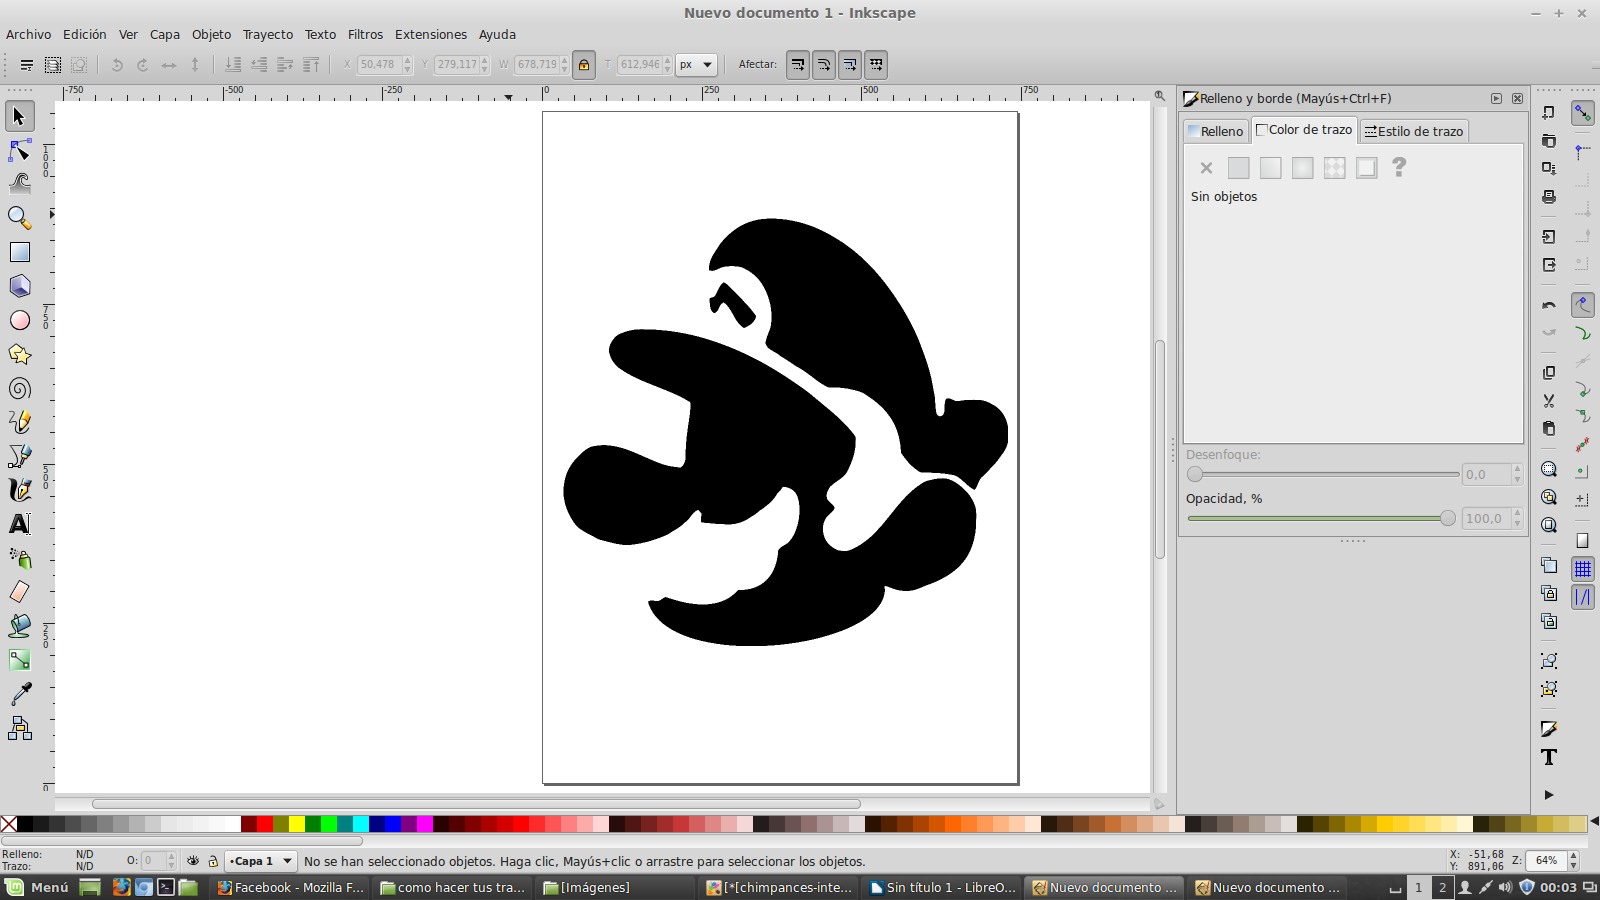 Nuevo documento 1 - Inkscape
Archivo Edición Ver Capa Objeto Trayecto Texto Filtros Extensiones Ayuda
X 50,478 Y 279,117 W 678,719 T 612,946 px Afectar:
-750 -500 -250 0 250 500 750
1000
750
500
250
0
Relleno y borde (Mayús+Ctrl+F)
Relleno Color de trazo Estilo de trazo
?
Sin objetos
Desenfoque:
0,0
Opacidad, %
100,0
Relleno: N/D
Trazo: N/D
O: 0
•Capa 1
No se han seleccionado objetos. Haga clic, Mayús+clic o arrastre para seleccionar los objetos.
X: -51,68
Y: 891,06
Z: 64%
Menú
Facebook - Mozilla F...
como hacer tus tra...
[Imágenes]
[*[chimpances-inte...
Sin título 1 - LibreO...
Nuevo documento ...
Nuevo documento ...
1 2
00:03